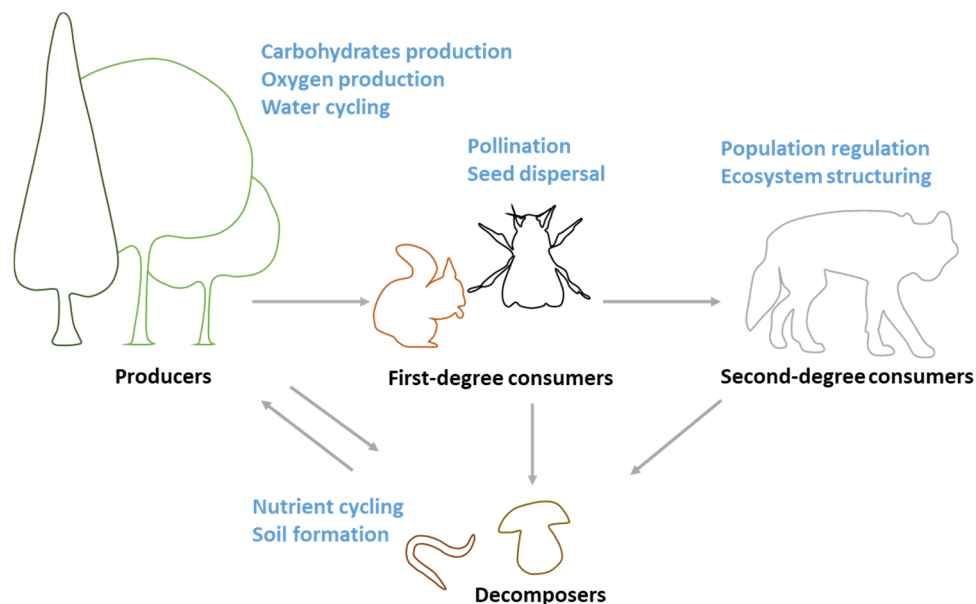 Carbohydrates production
Oxygen production
Water cycling
Pollination
Seed dispersal
Population regulation
Ecosystem structuring
Producers
First-degree consumers
Second-degree consumers
Nutrient cycling
Soil formation
Decomposers